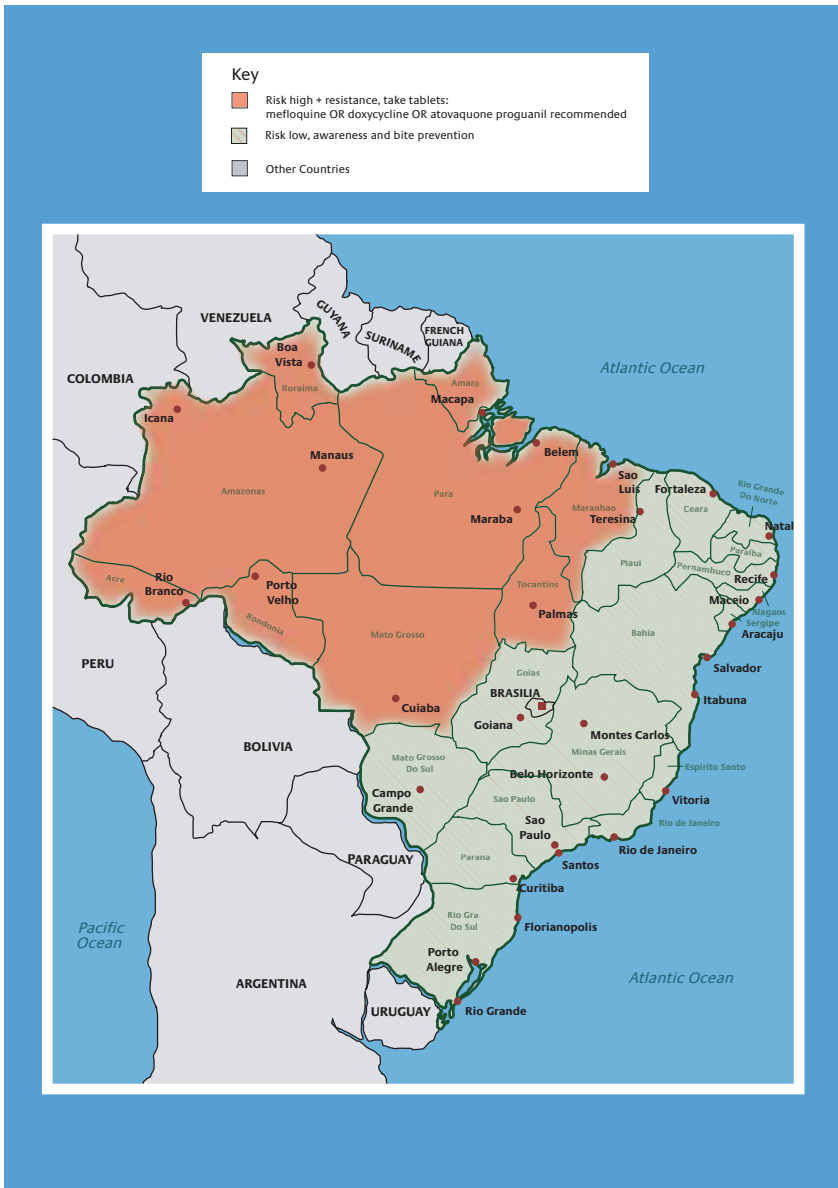 Key
Risk high + resistance, take tablets:
mefloquine OR doxycycline OR atovaquone proguanil recommended
Risk low, awareness and bite prevention
Other Countries
VENEZUELA
GUYANA
SURINAME
FRENCH
GUIANA
COLOMBIA
Atlantic Ocean
Boa
Vista
Roraima
Amara
Macapa
Icana
Manaus
Belem
Amazonas
Para
Maraba
Sao
Luis
Maranhao
Teresina
Fortaleza
Ceara
Rio Grande
Do Norte
Natal
Paraiba
Piaui
Pernambuco
Recife
Maceio
Alagaos
Sergipe
Aracaju
Acre
Rio
Branco
Porto
Velho
Rondonia
Tocantins
Palmas
Mato Grosso
Bahia
Salvador
PERU
Goias
BRASILIA
Itabuna
Cuiaba
Goiana
Montes Carlos
Minas Gerais
BOLIVIA
Mato Grosso
Do Sul
Espirito Santo
Belo Horizonte
Campo
Grande
Sao Paulo
Vitoria
Sao
Paulo
Rio de Janeiro
Rio de Janeiro
PARAGUAY
Parana
Santos
Curitiba
Rio Gra
Do Sul
Florianopolis
Pacific
Ocean
Porto
Alegre
ARGENTINA
Atlantic Ocean
URUGUAY
Rio Grande